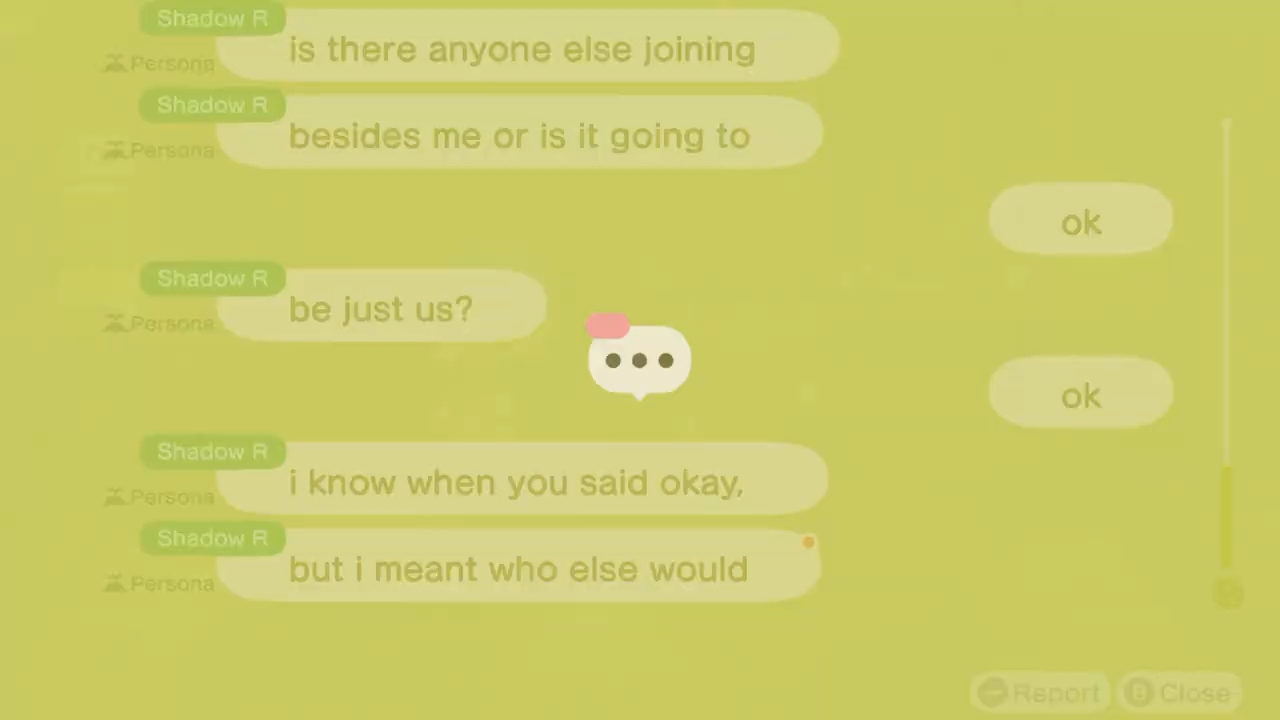 Shadow R
is there anyone else joining
Persona
Shadow R
besides me or is it going to
Persona
ok
Shadow R
be just us?
Persona
ok
Shadow R
i know when you said okay,
Persona
Shadow R
but i meant who else would
Persona
Report
Close